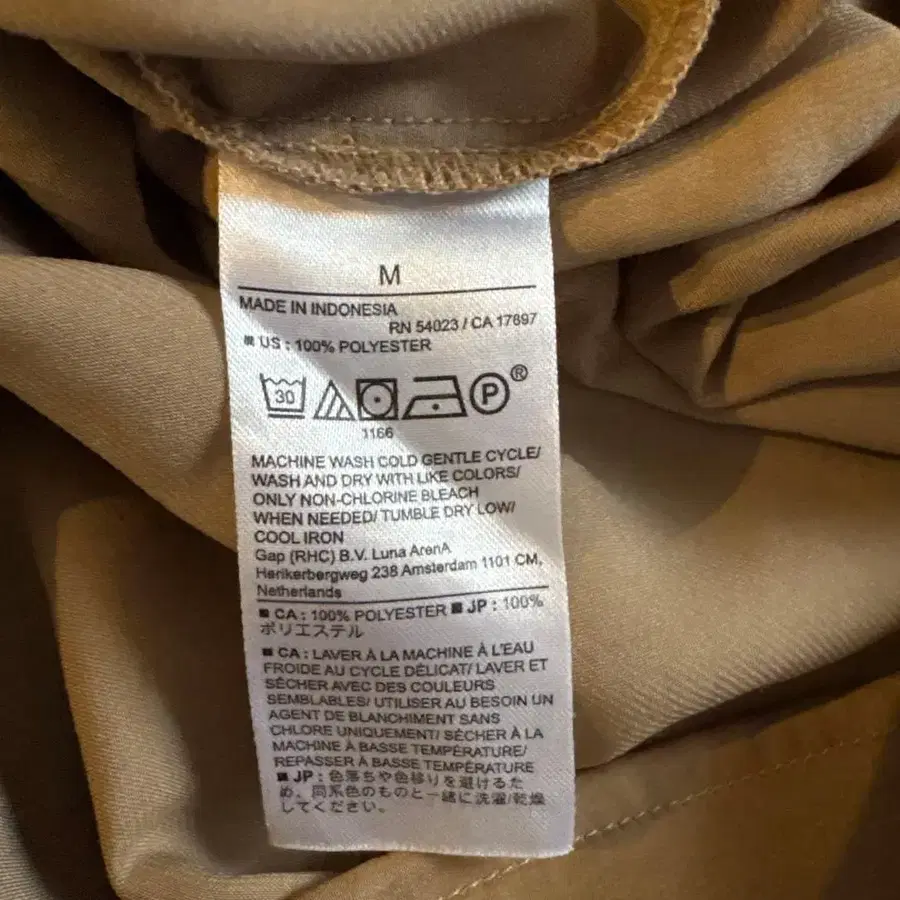 M
MADE IN INDONESIA
RN 54023 / CA 17897
■ US : 100% POLYESTER
30 P ®
1166
MACHINE WASH COLD GENTLE CYCLE/
WASH AND DRY WITH LIKE COLORS/
ONLY NON-CHLORINE BLEACH
WHEN NEEDED/ TUMBLE DRY LOW/
COOL IRON
Gap (RHC) B.V. Luna ArenA
Herikerbergweg 238 Amsterdam 1101 CM,
Netherlands
■ CA : 100% POLYESTER ■ JP : 100%
ポリエステル
■ CA : LAVER À LA MACHINE À L'EAU
FROIDE AU CYCLE DÉLICAT/ LAVER ET
SÉCHER AVEC DES COULEURS
SEMBLABLES/ UTILISER AU BESOIN UN
AGENT DE BLANCHIMENT SANS
CHLORE UNIQUEMENT/ SÉCHER À LA
MACHINE À BASSE TEMPÉRATURE/
REPASSER À BASSE TEMPÉRATURE
■ JP : 色落ちや色移りを避けるた
め、同系色のものと一緒に洗濯/乾燥
してください。